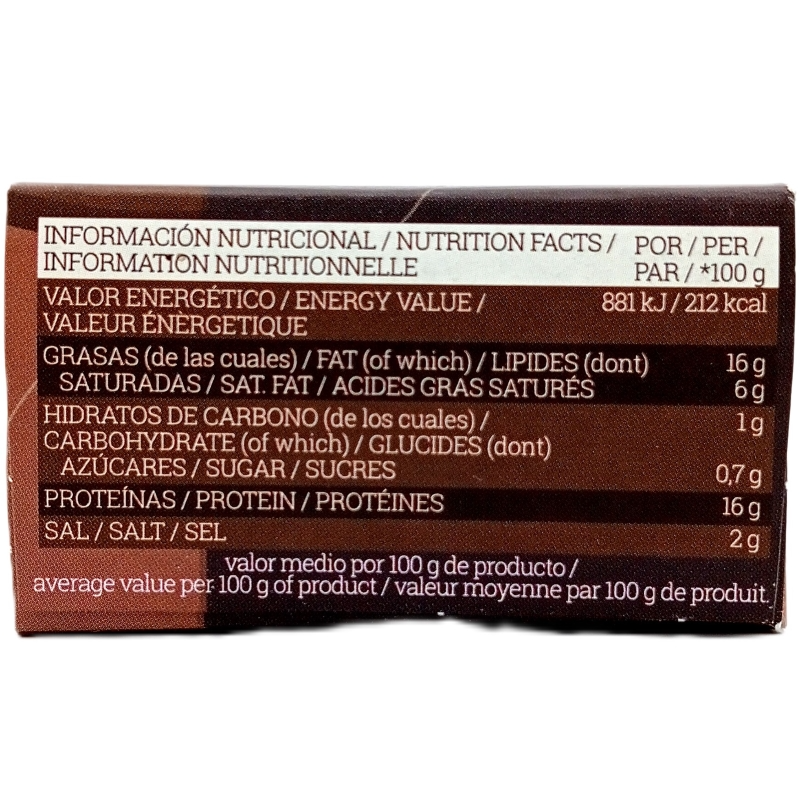 INFORMACIÓN NUTRICIONAL / NUTRITION FACTS / POR / PER /
INFORMATION NUTRITIONNELLE PAR / *100 g
VALOR ENERGÉTICO / ENERGY VALUE / 881 kJ / 212 kcal
VALEUR ÉNÈRGETIQUE
GRASAS (de las cuales) / FAT (of which) / LIPIDES (dont) 16 g
SATURADAS / SAT. FAT / ACIDES GRAS SATURÉS 6 g
HIDRATOS DE CARBONO (de los cuales) / 1 g
CARBOHYDRATE (of which) / GLUCIDES (dont)
AZÚCARES / SUGAR / SUCRES 0,7 g
PROTEÍNAS / PROTEIN / PROTÉINES 16 g
SAL / SALT / SEL 2 g
valor medio por 100 g de producto /
average value per 100 g of product / valeur moyenne par 100 g de produit.